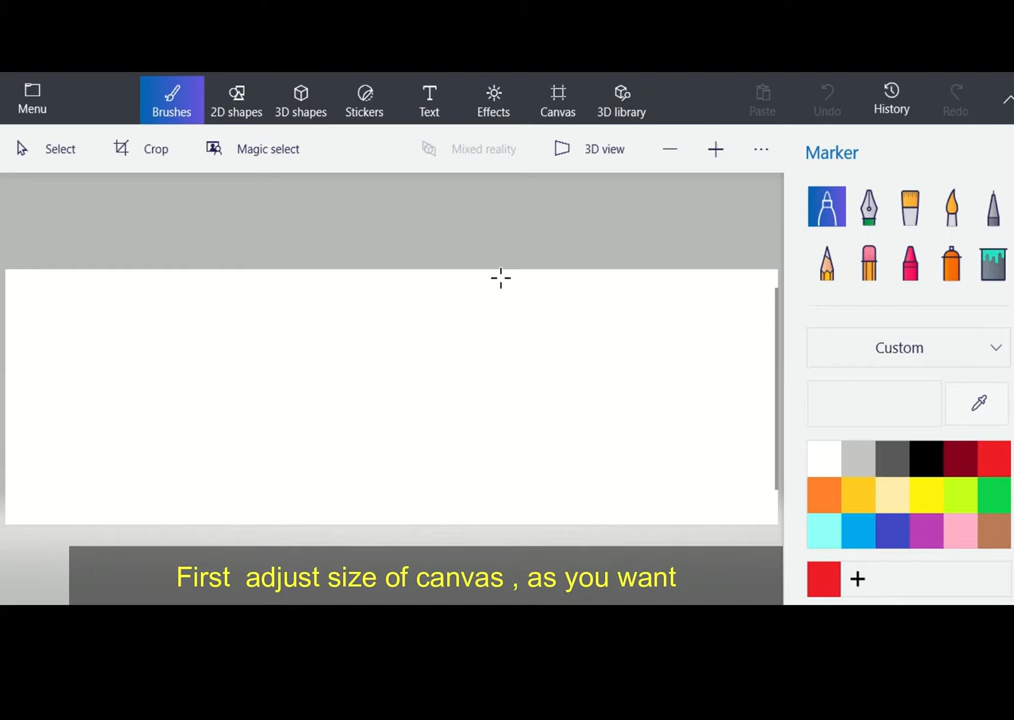 Menu
Brushes
2D shapes
3D shapes
Stickers
Text
Effects
Canvas
3D library
Paste
Undo
History
Redo
Select
Crop
Magic select
Mixed reality
3D view
Marker
Custom
First adjust size of canvas , as you want